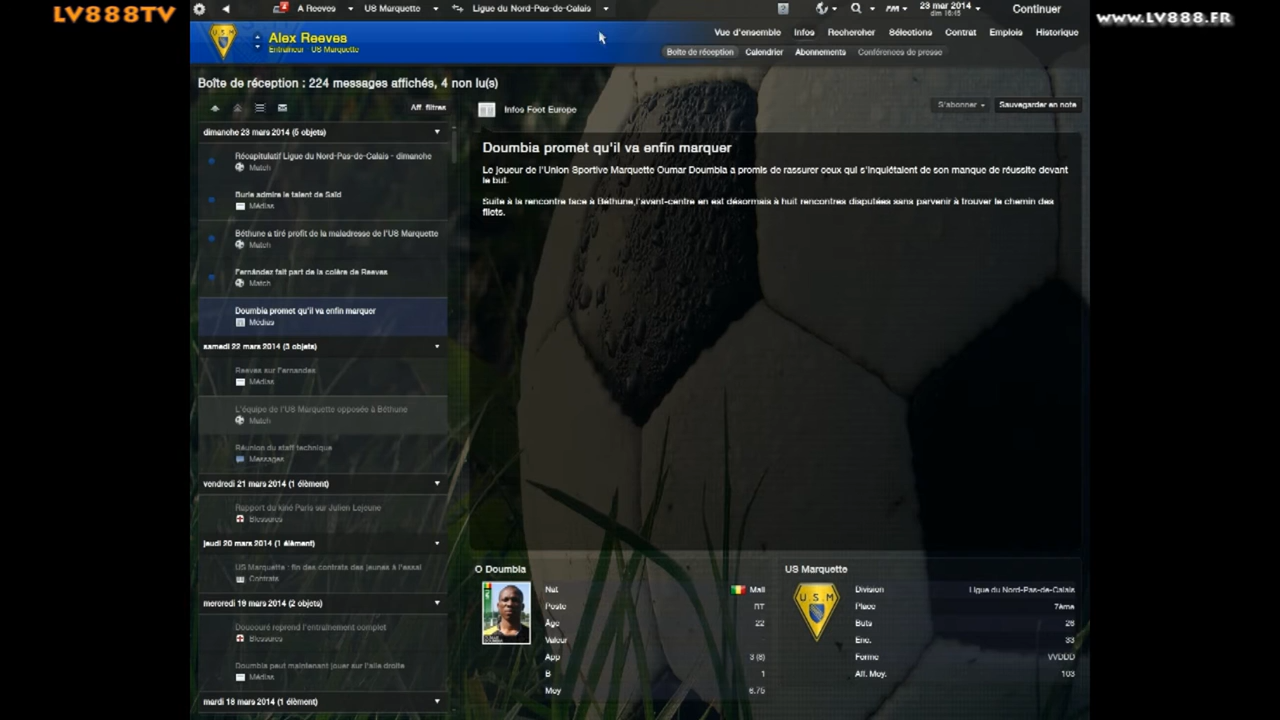 LV888TV
www.LV888.FR
A Reeves
US Marquette
Ligue du Nord-Pas-de-Calais
23 mar 2014
dim 16:45
Continuer
Alex Reeves
Entraîneur - US Marquette
Vue d'ensemble Infos Rechercher Sélections Contrat Emplois Historique
Boîte de réception Calendrier Abonnements Conférences de presse
Boîte de réception : 224 messages affichés, 4 non lu(s)
Aff. filtres
dimanche 23 mars 2014 (5 objets)
Récapitulatif Ligue du Nord-Pas-de-Calais - dimanche
Match
Burle admire le talent de Saïd
Médias
Béthune a tiré profit de la maladresse de l'US Marquette
Match
Fernández fait part de la colère de Reeves
Match
Doumbia promet qu'il va enfin marquer
Médias
samedi 22 mars 2014 (3 objets)
Reeves sur Fernandes
Médias
L'équipe de l'US Marquette opposée à Béthune
Match
Réunion du staff technique
Messages
vendredi 21 mars 2014 (1 élément)
Rapport du kiné Paris sur Julien Lejeune
Blessures
jeudi 20 mars 2014 (1 élément)
US Marquette : fin des contrats des jeunes à l'essai
Contrats
mercredi 19 mars 2014 (2 objets)
Doucouré reprend l'entraînement complet
Blessures
Doumbia peut maintenant jouer sur l'aile droite
Médias
mardi 18 mars 2014 (1 élément)
Infos Foot Europe
S'abonner
Sauvegarder en note
Doumbia promet qu'il va enfin marquer
Le joueur de l'Union Sportive Marquette Oumar Doumbia a promis de rassurer ceux qui s'inquiétaient de son manque de réussite devant
le but.
Suite à la rencontre face à Béthune,l'avant-centre en est désormais à huit rencontres disputées sans parvenir à trouver le chemin des
filets.
O Doumbia
Nat Mali
Poste
Age 22
Valeur -
App 3 (8)
B 1
Moy 6.75
US Marquette
U S M
Division Ligue du Nord-Pas-de-Calais
Place 7ème
Buts 26
Enc. 33
Forme VVDDD
Aff. Moy. 103